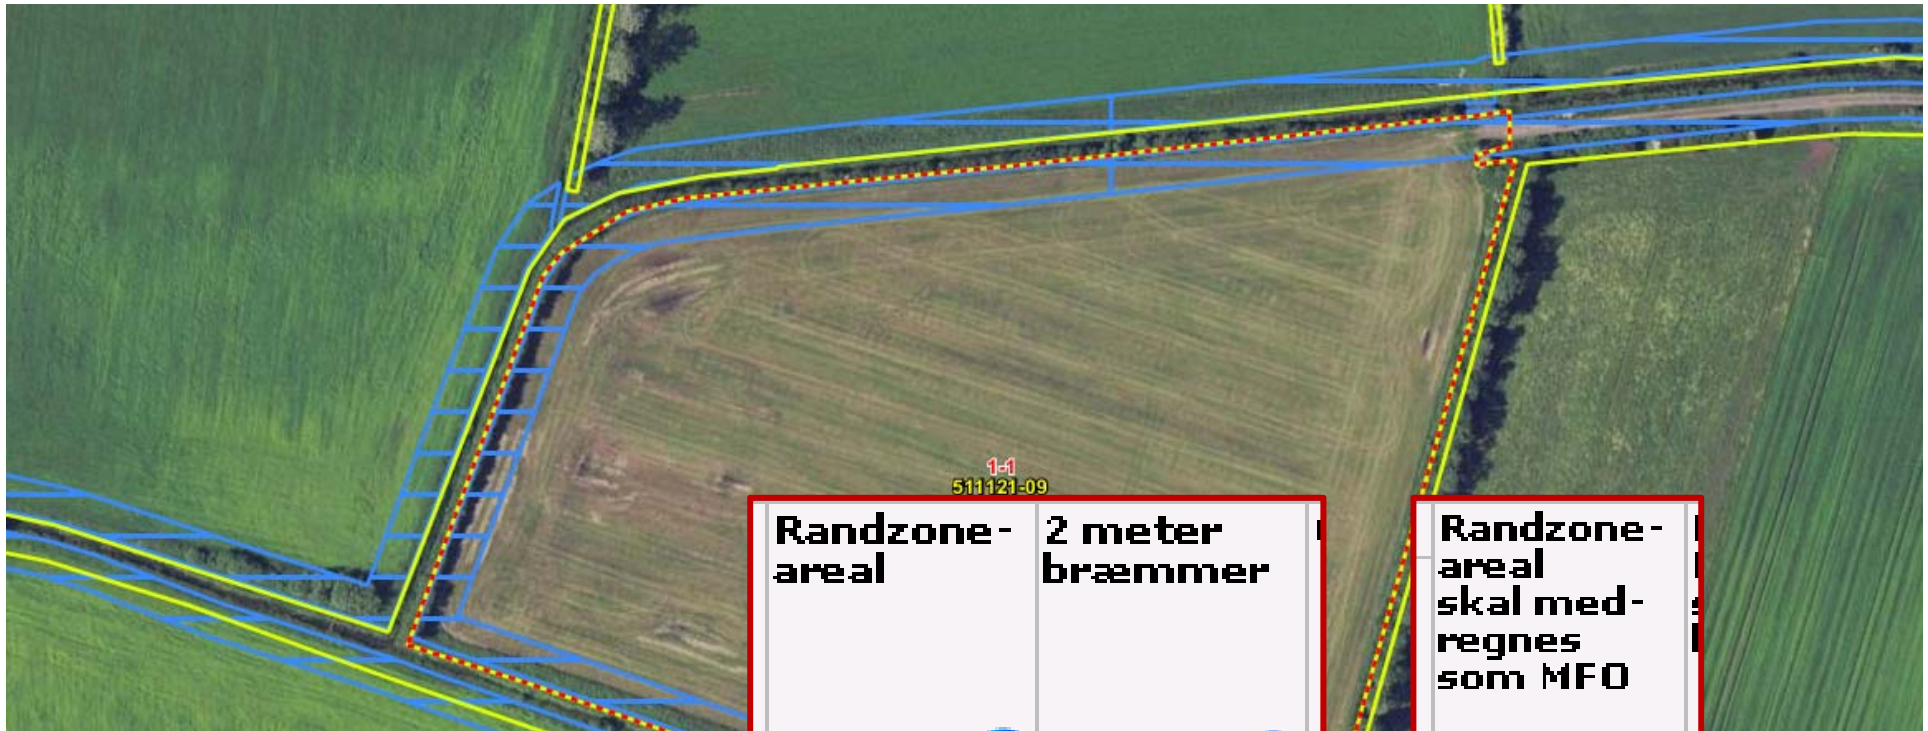 1-1
511121-09
Randzone-
areal
2 meter
bræmmer
Randzone-
areal
skal med-
regnes
som MFO